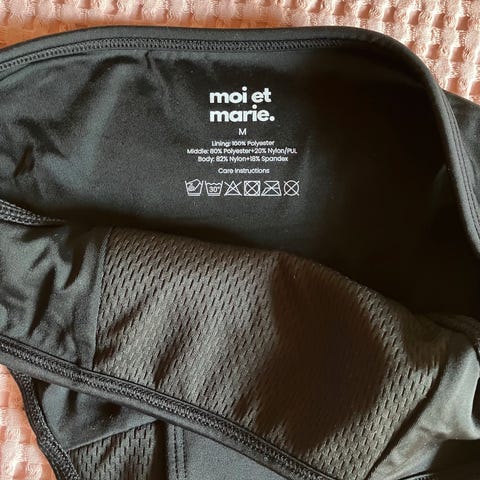 moi et
marie.
M
Lining: 100% Polyester
Middle: 80% Polyester+20% Nylon/PUL
Body: 82% Nylon+18% Spandex
Care Instructions
30°